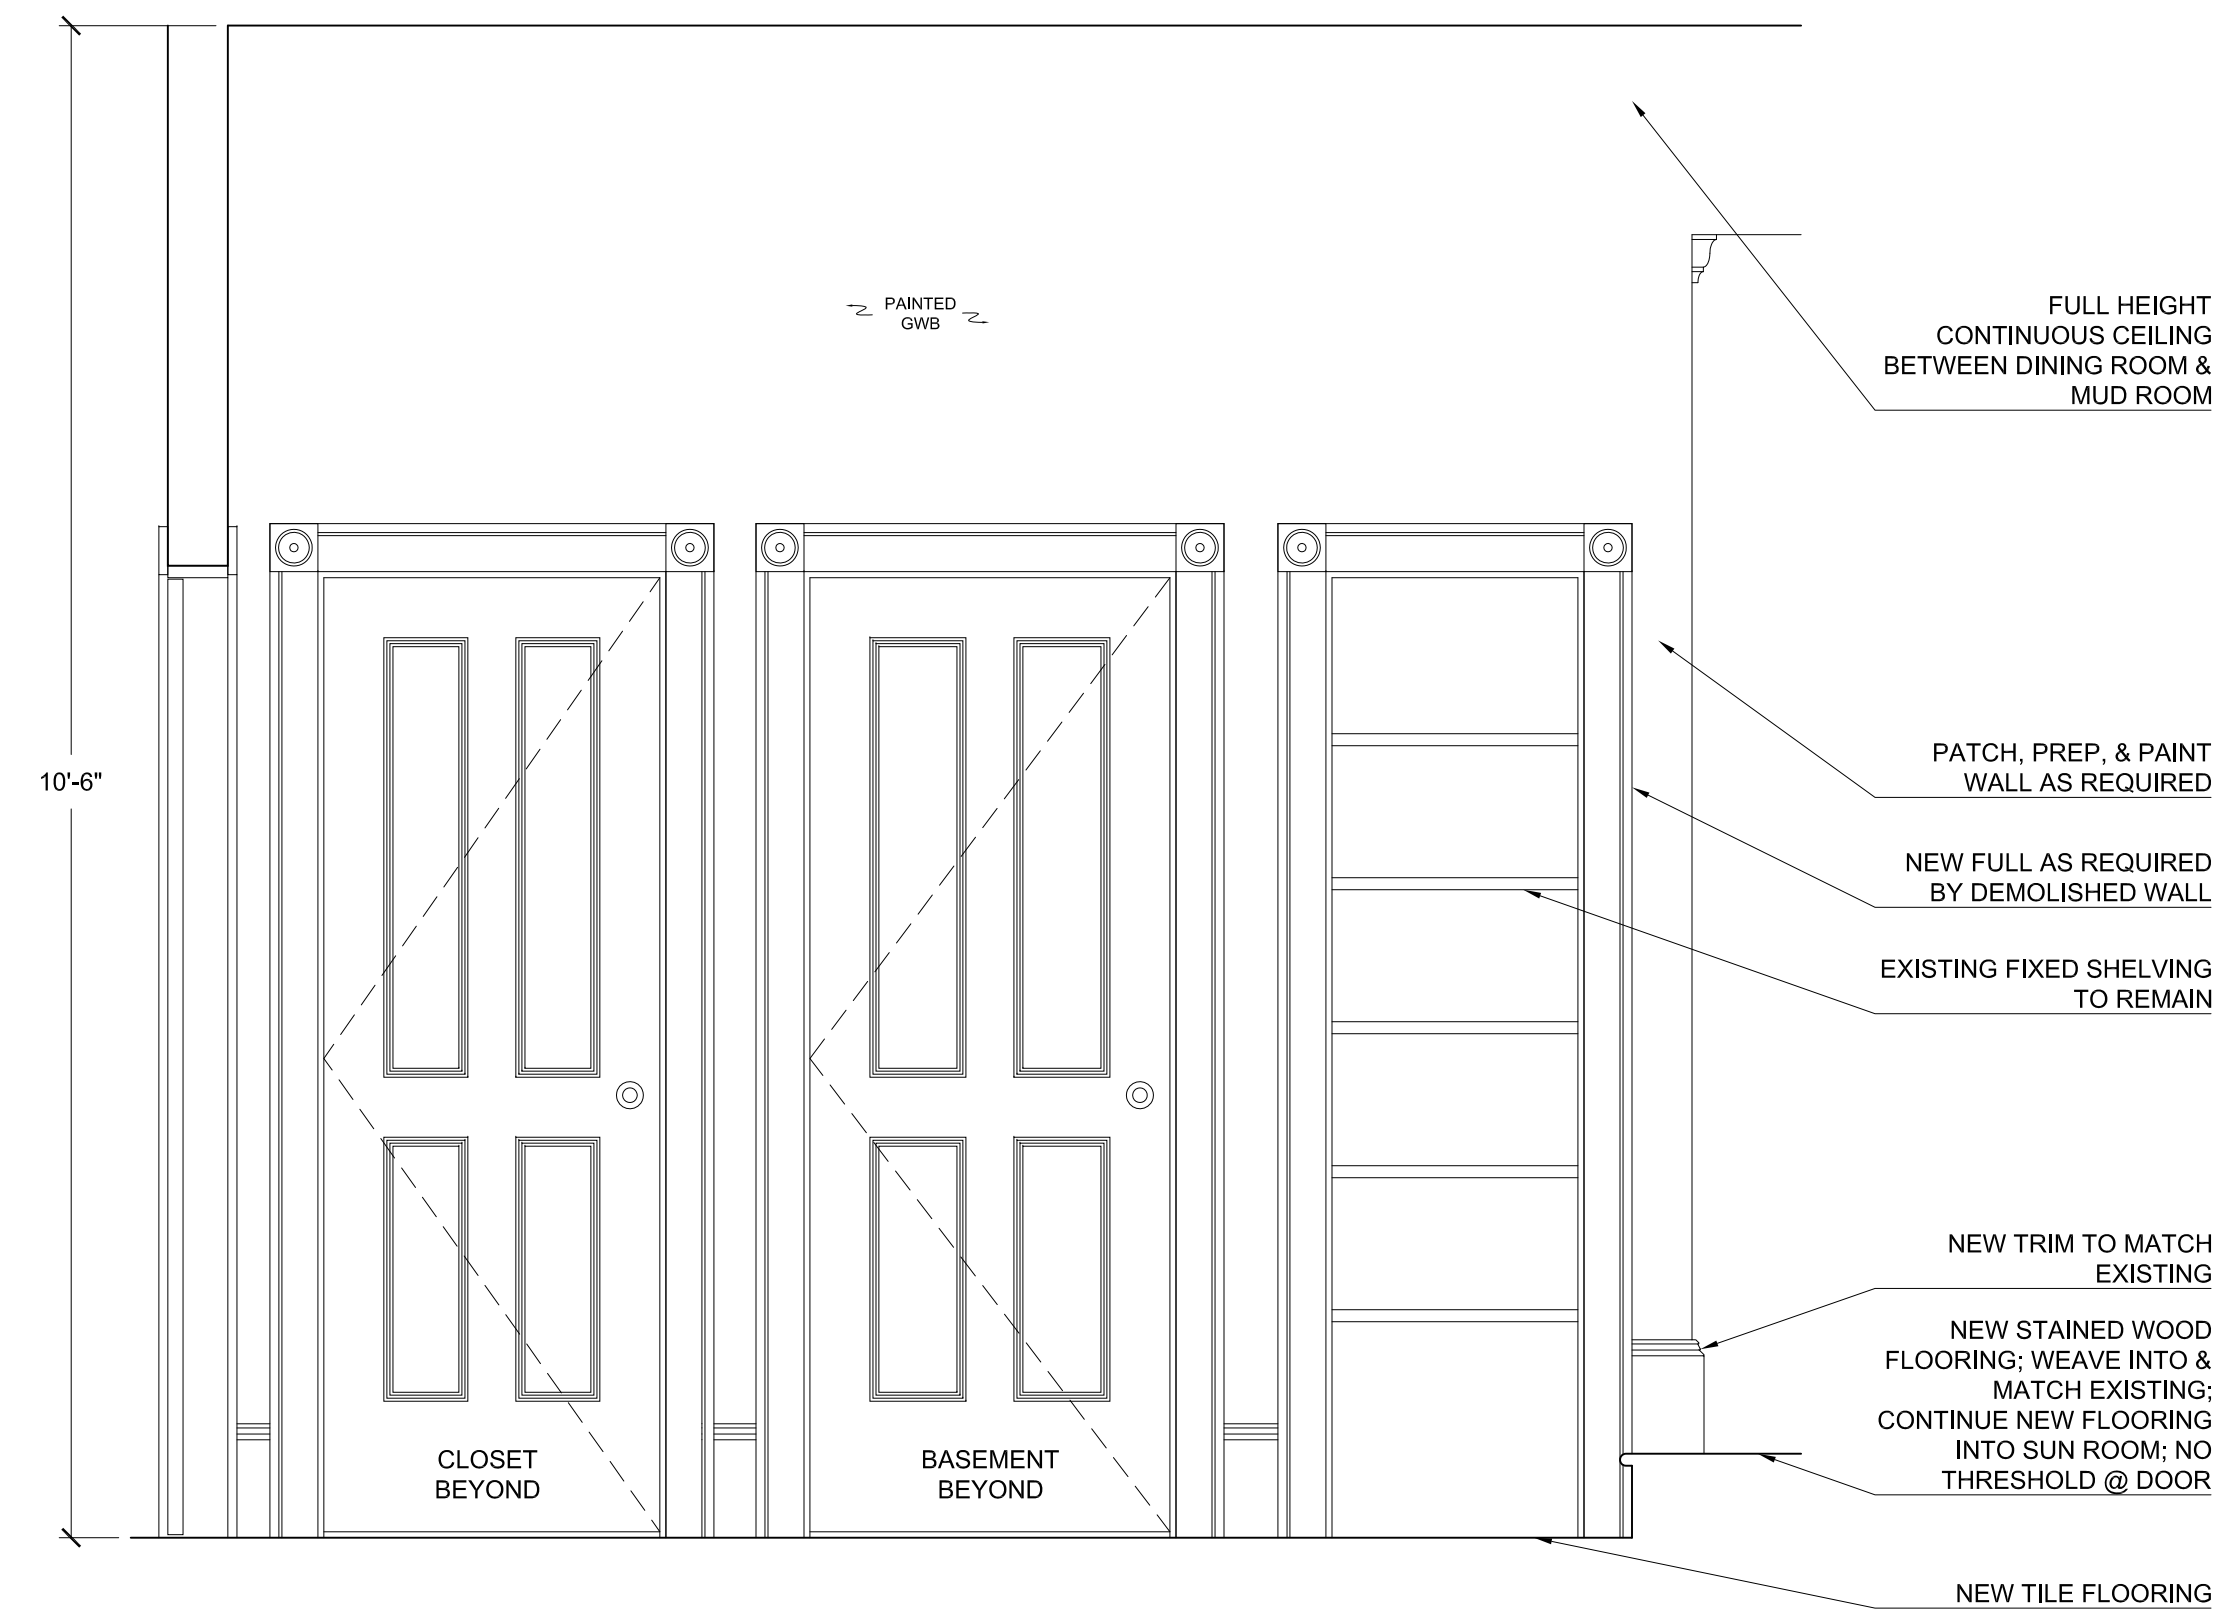 PAINTED
GWB
FULL HEIGHT
CONTINUOUS CEILING
BETWEEN DINING ROOM &
MUD ROOM
10'-6"
PATCH, PREP, & PAINT
WALL AS REQUIRED
NEW FULL AS REQUIRED
BY DEMOLISHED WALL
EXISTING FIXED SHELVING
TO REMAIN
NEW TRIM TO MATCH
EXISTING
NEW STAINED WOOD
FLOORING; WEAVE INTO &
MATCH EXISTING;
CONTINUE NEW FLOORING
INTO SUN ROOM; NO
THRESHOLD @ DOOR
CLOSET
BEYOND
BASEMENT
BEYOND
NEW TILE FLOORING